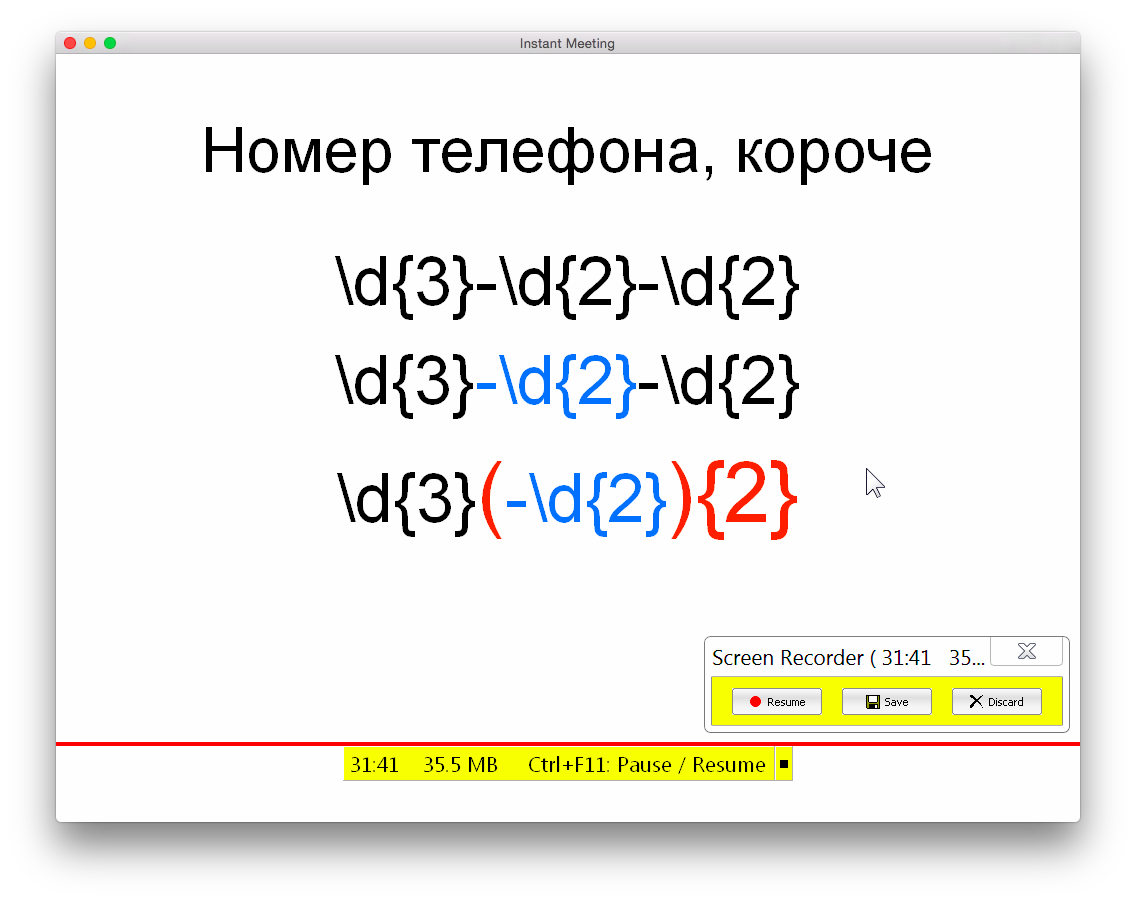 Instant Meeting
Номер телефона, короче
\d{3}-\d{2}-\d{2}
\d{3}-\d{2}-\d{2}
\d{3}(-\d{2}){2}
Screen Recorder ( 31:41 35...
Resume Save Discard
31:41 35.5 MB Ctrl+F11: Pause / Resume